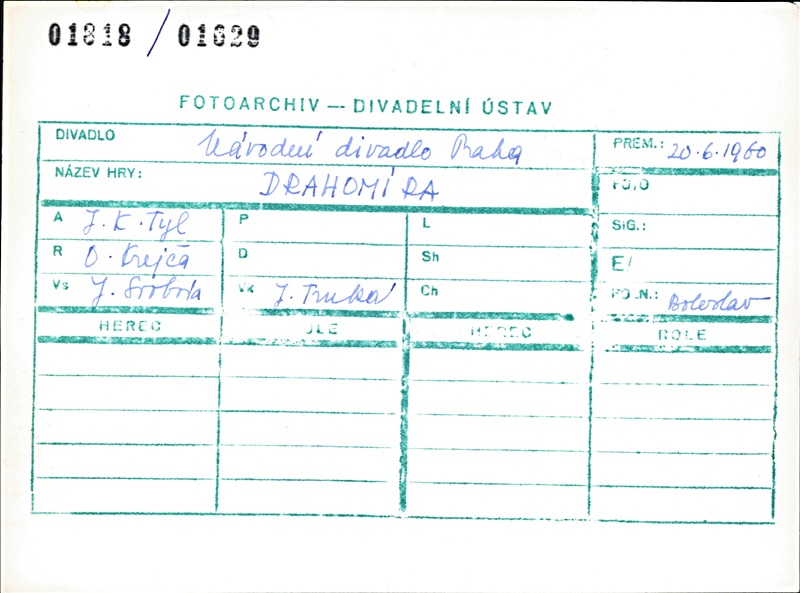 01818 / 01629
FOTOARCHIV — DIVADELNÍ ÚSTAV
DIVADLO Národní divadlo Praha PREM.: 20.6.1960
NÁZEV HRY: DRAHOMÍRA FOTO
A J. K. Tyl P L SIG.:
R O. Krejča D Sh E/
Vs J. Svoboda Vk J. Trnka Ch POZN.: Boleslav
HEREC ROLE HEREC ROLE